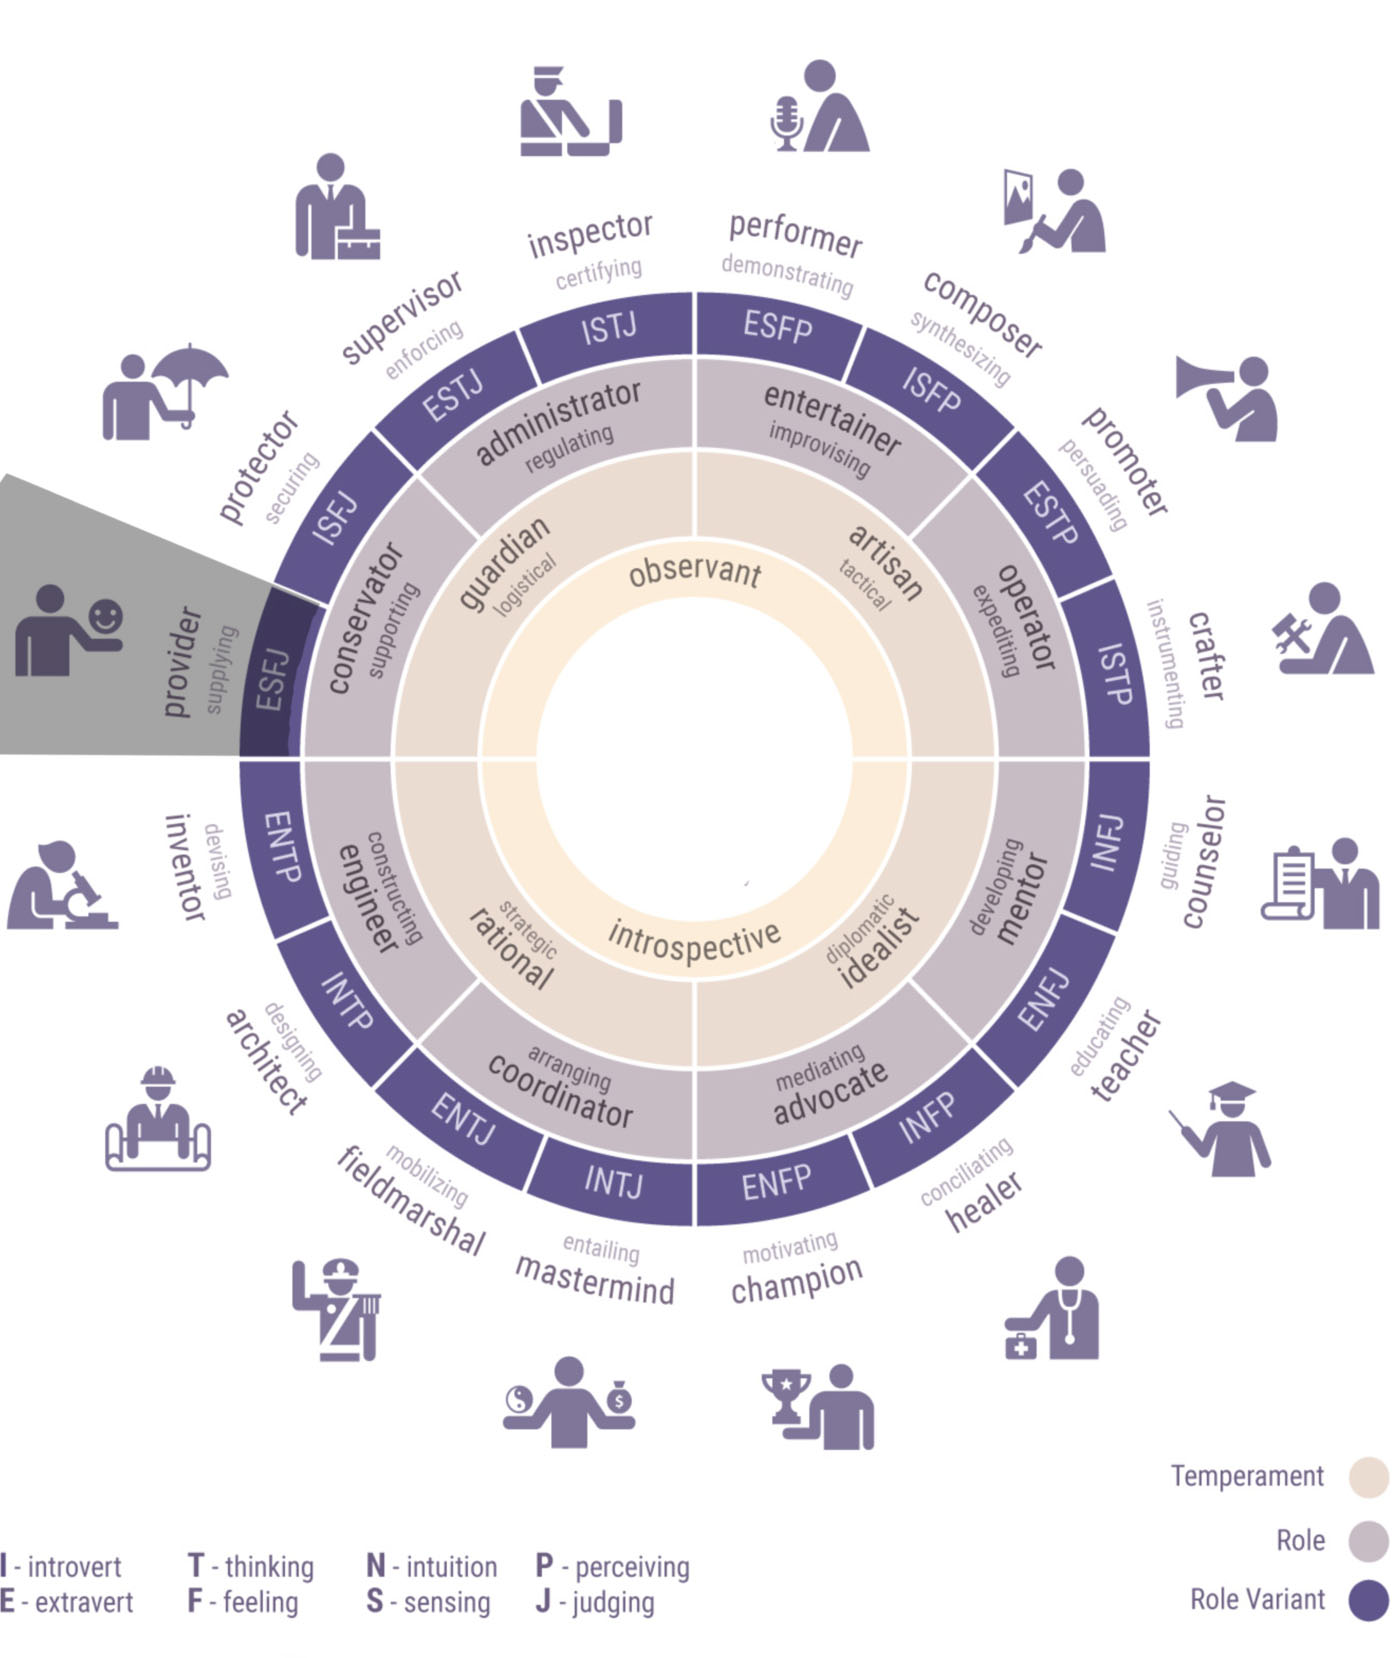 inspector
certifying
performer
demonstrating
supervisor
enforcing
composer
synthesizing
protector
securing
promoter
persuading
provider
supplying
crafter
instrumenting
inventor
devising
counselor
guiding
architect
designing
teacher
educating
fieldmarshal
mobilizing
healer
conciliating
mastermind
entailing
champion
motivating
ISTJ
ESFP
ESTJ
ISFP
ISFJ
ESTP
ESFJ
ISTP
ENTP
INFJ
INTP
ENFJ
ENTJ
INFP
INTJ
ENFP
administrator
regulating
entertainer
improvising
conservator
supporting
operator
expediting
constructing
engineer
developing
mentor
arranging
coordinator
mediating
advocate
guardian
logistical
artisan
tactical
strategic
rational
diplomatic
idealist
observant
introspective
$
Temperament
Role
Role Variant
I - introvert T - thinking N - intuition P - perceiving
E - extravert F - feeling S - sensing J - judging